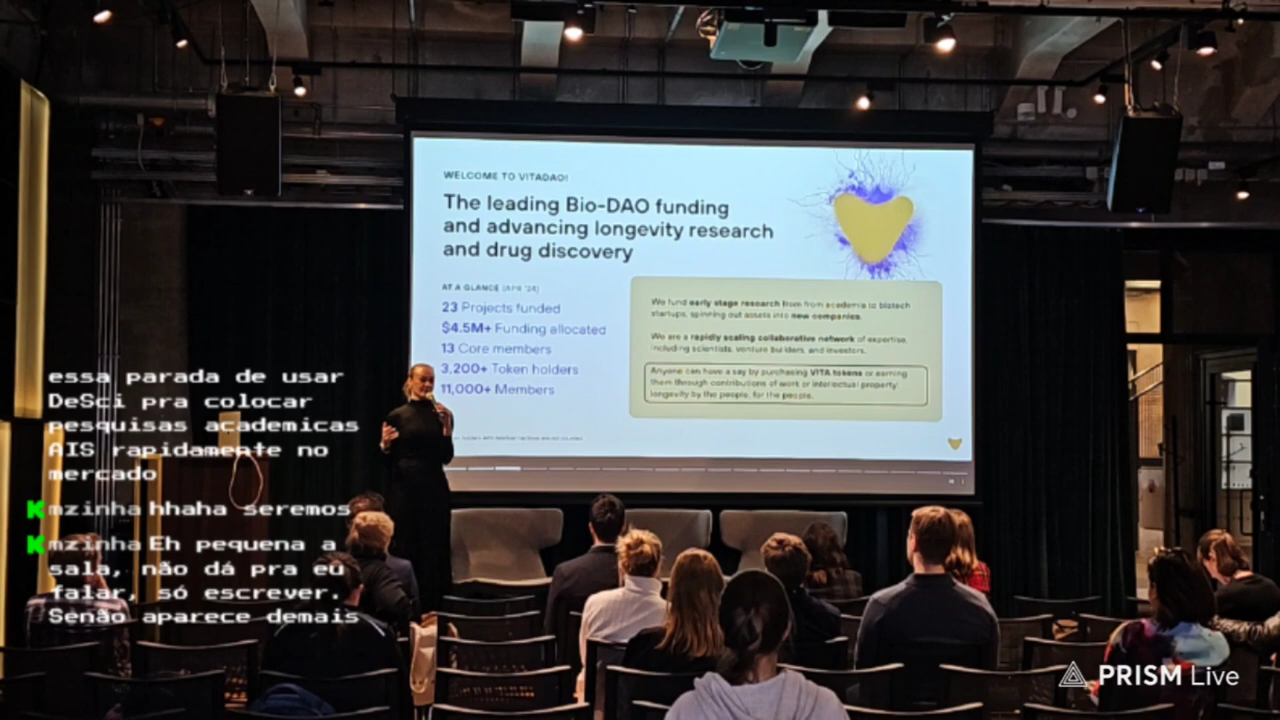 WELCOME TO VITADAO!
The leading Bio-DAO funding
and advancing longevity research
and drug discovery
AT A GLANCE (APR '24)
23 Projects funded
$4.5M+ Funding allocated
13 Core members
3,200+ Token holders
11,000+ Members
We fund early stage research from from academia to biotech
startups, spinning out assets into new companies.
We are a rapidly scaling collaborative network of expertise,
including scientists, venture builders, and investors.
Anyone can have a say by purchasing VITA tokens or earning
them through contributions of work or intellectual property:
longevity by the people, for the people.
essa parada de usar
DeSci pra colocar
pesquisas academicas
AIS rapidamente no
mercado
Kmzinha hhaha seremos
Kmzinha Eh pequena a
sala, não dá pra eu
falar, só escrever.
Senão aparece demais
PRISM Live